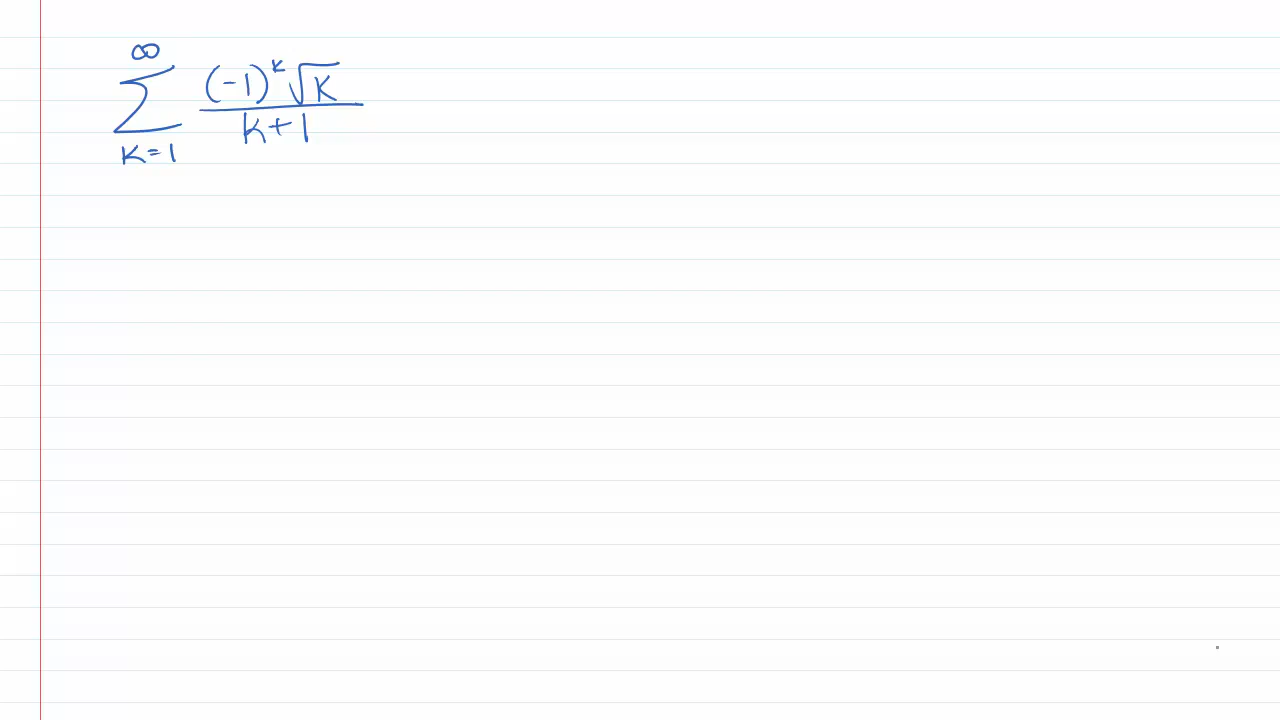 ∞
∑ (-1)^k √k
k+1
k=1